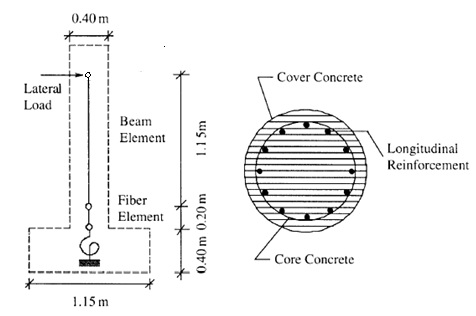 0.40 m
Lateral
Load
Beam
Element
Fiber
Element
1.15m
0.20 m
0.40 m
1.15 m
Cover Concrete
Longitudinal
Reinforcement
Core Concrete